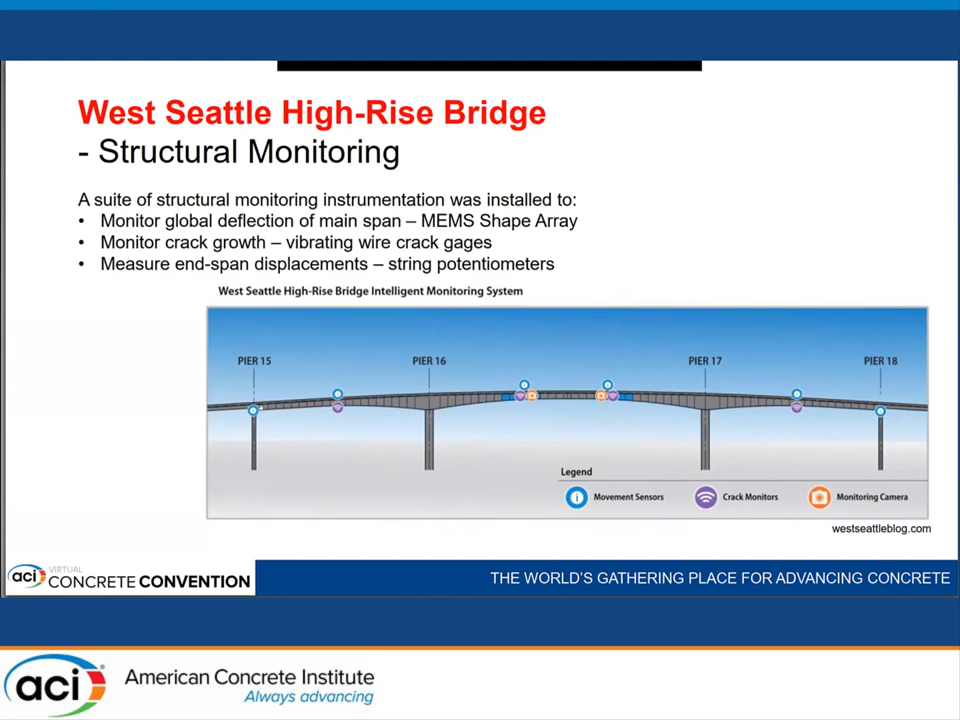 West Seattle High-Rise Bridge
- Structural Monitoring
A suite of structural monitoring instrumentation was installed to:
• Monitor global deflection of main span – MEMS Shape Array
• Monitor crack growth – vibrating wire crack gages
• Measure end-span displacements – string potentiometers
West Seattle High-Rise Bridge Intelligent Monitoring System
PIER 15 PIER 16 PIER 17 PIER 18
Legend
Movement Sensors Crack Monitors Monitoring Camera
westseattleblog.com
aci VIRTUAL
CONCRETE CONVENTION
THE WORLD'S GATHERING PLACE FOR ADVANCING CONCRETE
aci® American Concrete Institute
Always advancing